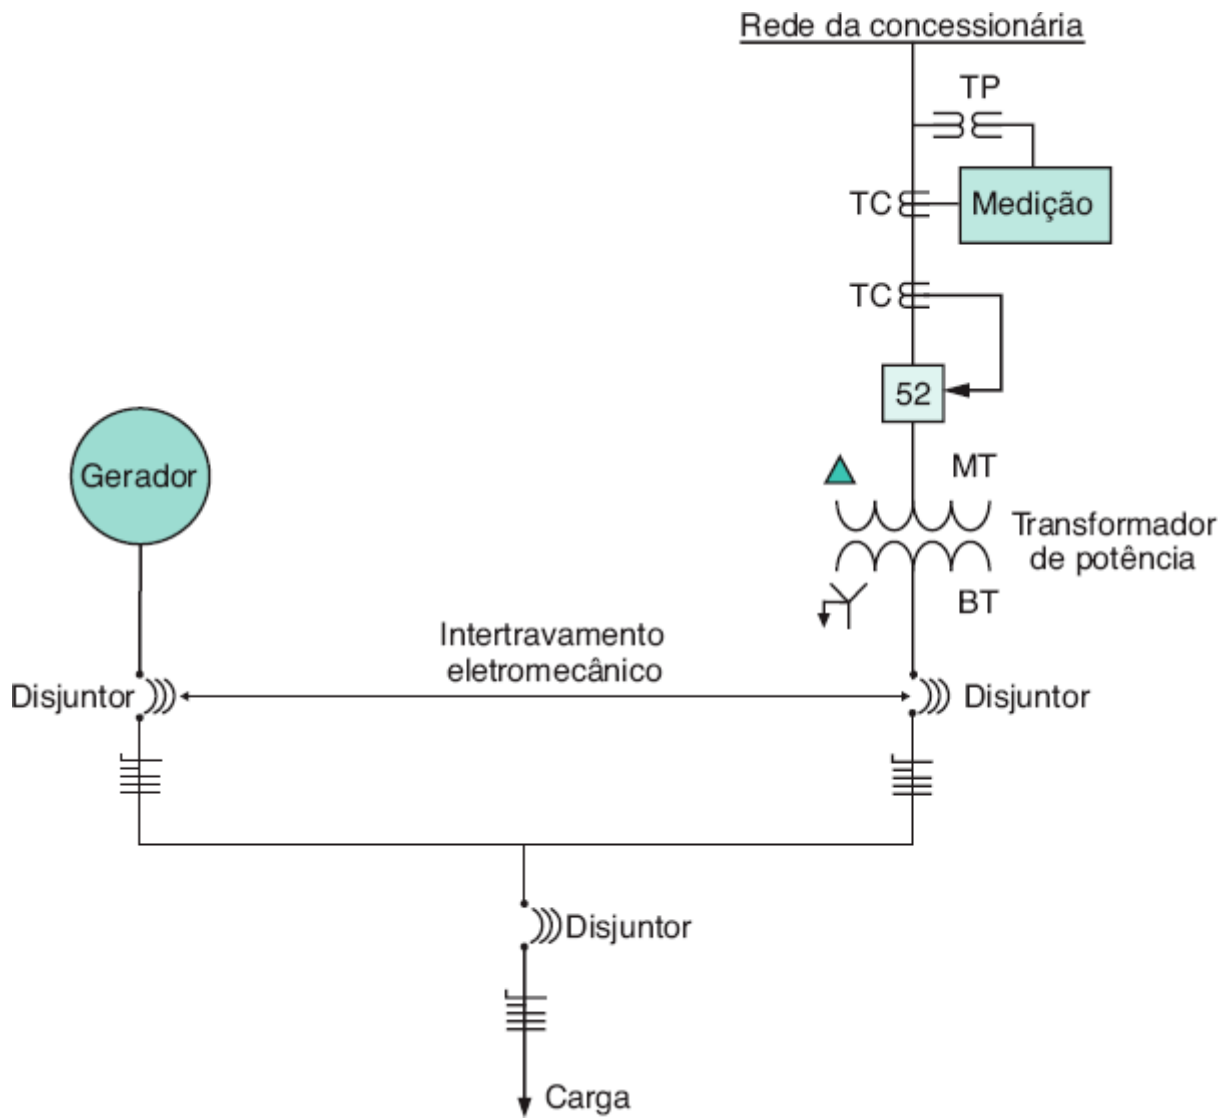 Rede da concessionária
TP
TC
Medição
TC
52
Gerador
MT
Transformador
de potência
BT
Intertravamento
eletromecânico
Disjuntor
Disjuntor
Disjuntor
Carga